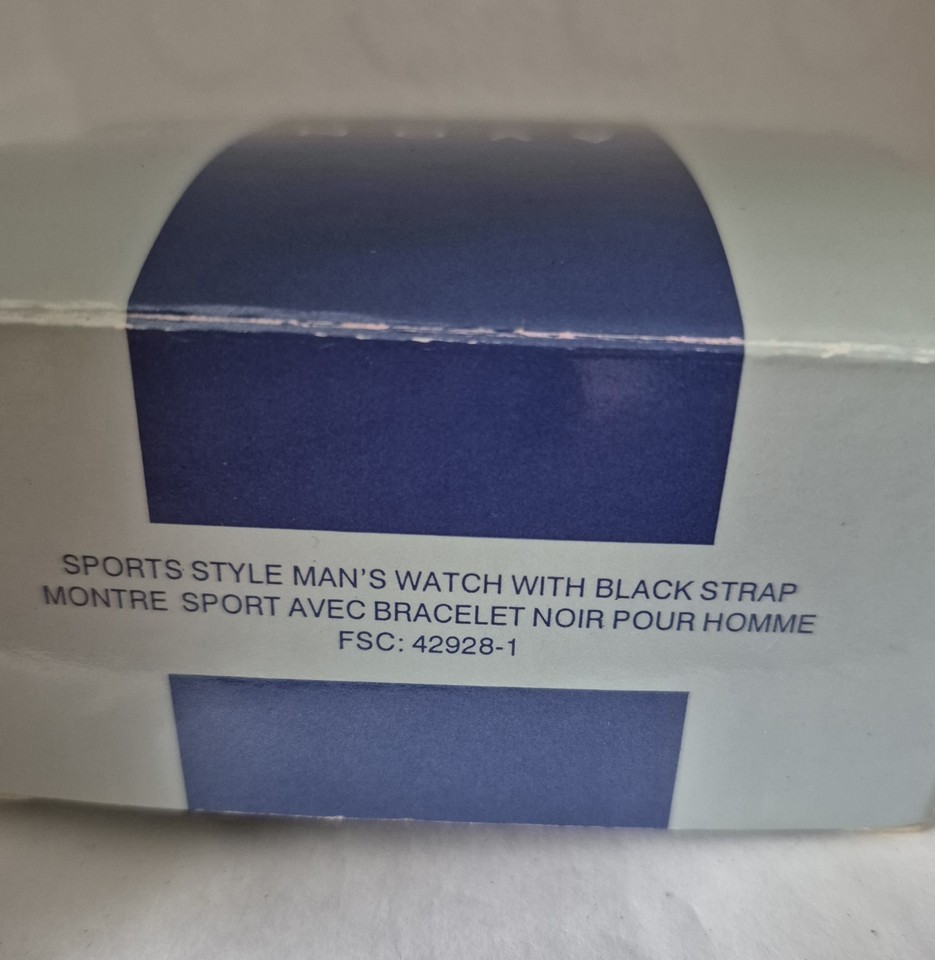 SPORTS STYLE MAN'S WATCH WITH BLACK STRAP
MONTRE SPORT AVEC BRACELET NOIR POUR HOMME
FSC: 42928-1